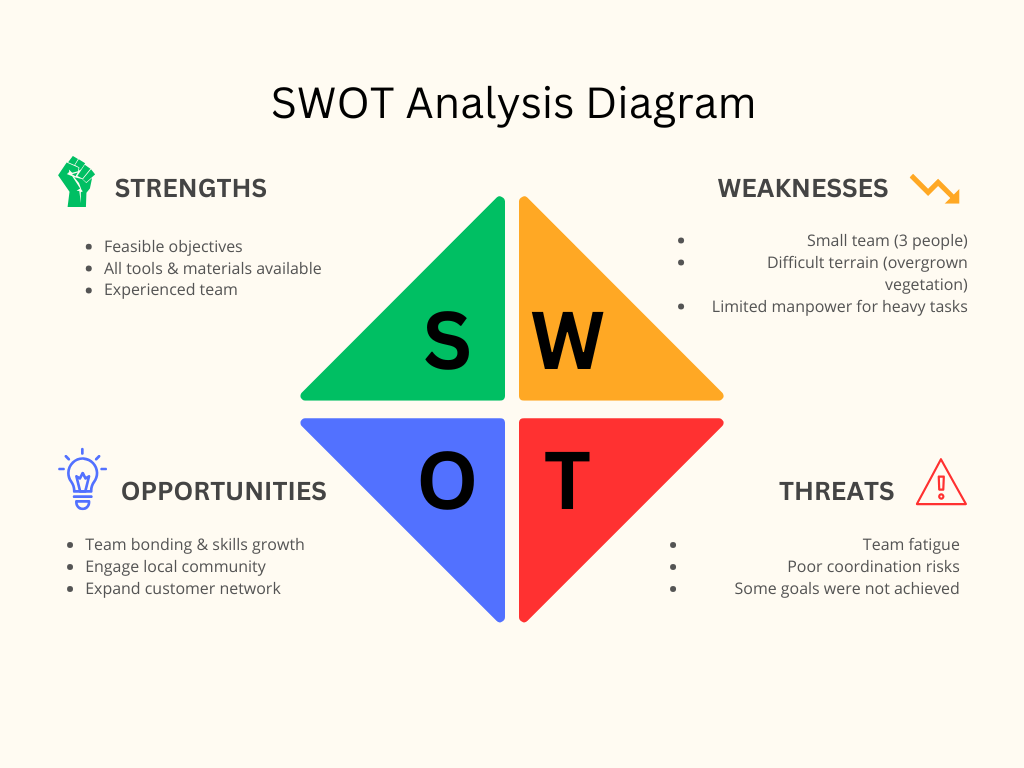 SWOT Analysis Diagram
STRENGTHS
• Feasible objectives
• All tools & materials available
• Experienced team
WEAKNESSES
• Small team (3 people)
• Difficult terrain (overgrown
vegetation)
• Limited manpower for heavy tasks
S
W
O
T
OPPORTUNITIES
• Team bonding & skills growth
• Engage local community
• Expand customer network
THREATS
• Team fatigue
• Poor coordination risks
• Some goals were not achieved